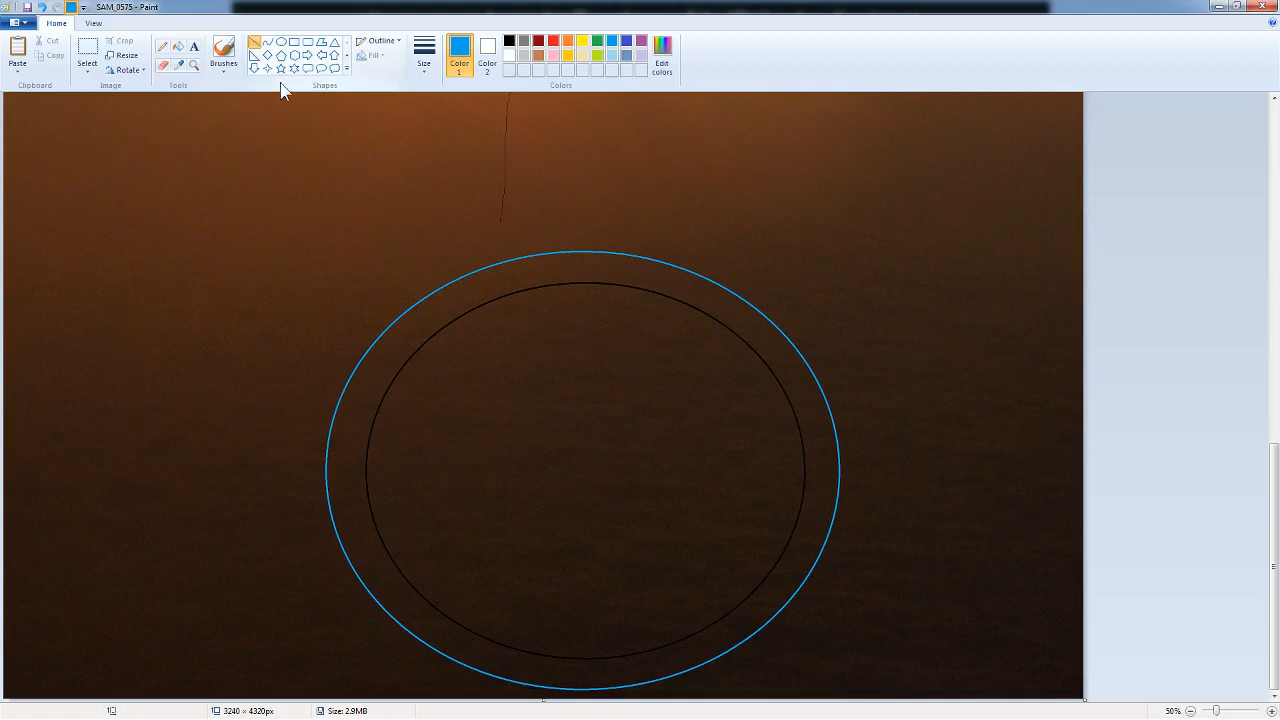 SAM_0575 - Paint
Home View
Paste
Cut
Copy
Clipboard
Select
Crop
Resize
Rotate
Image
A
Tools
Brushes
Shapes
Outline
Fill
Size
Color 1
Color 2
Edit colors
Colors
3240 × 4320px
Size: 2.9MB
50%